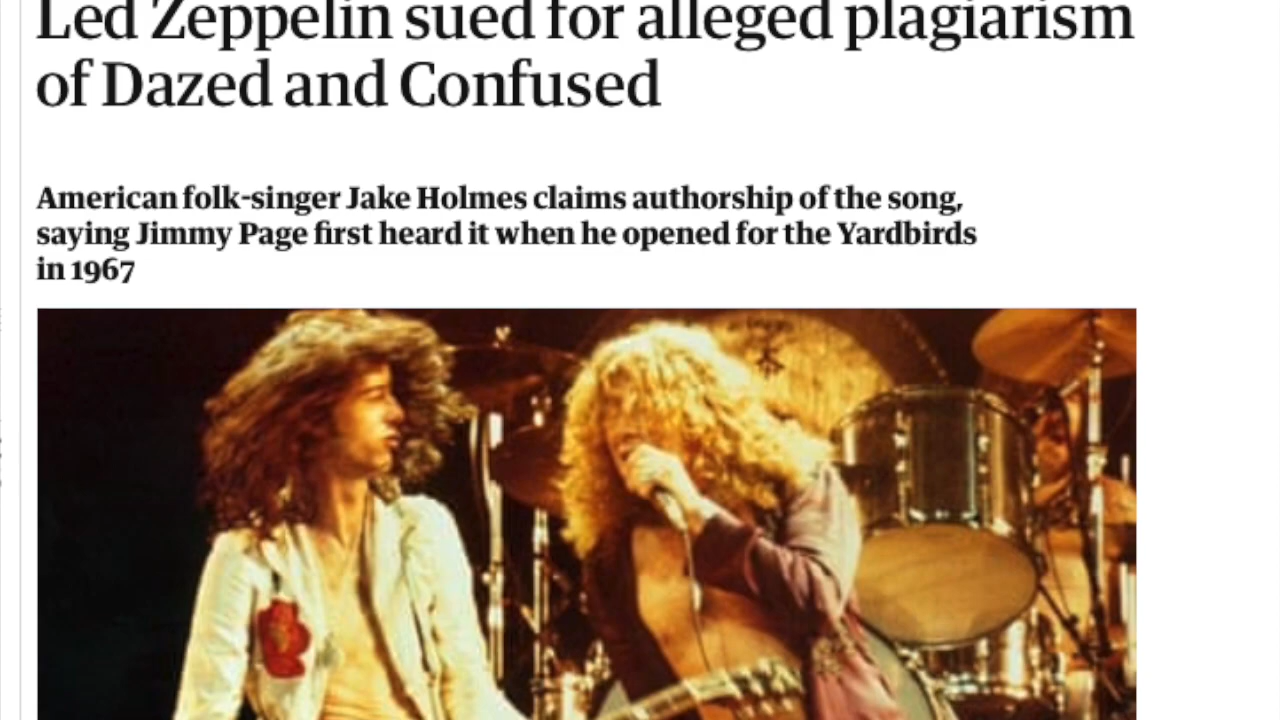 Led Zeppelin sued for alleged plagiarism
of Dazed and Confused
American folk-singer Jake Holmes claims authorship of the song,
saying Jimmy Page first heard it when he opened for the Yardbirds
in 1967